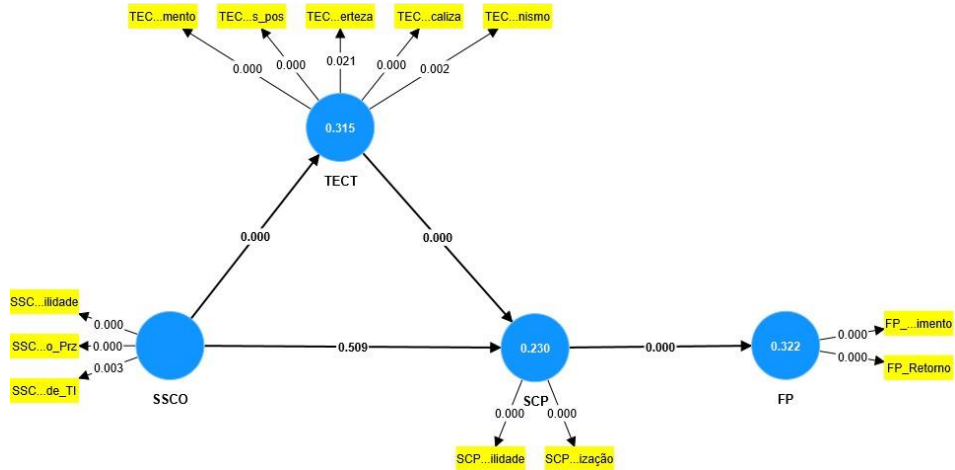 TEC...mento
TEC...s_pos
TEC...erteza
TEC...caliza
TEC...nismo
0.000
0.000
0.021
0.000
0.002
0.315
TECT
0.000
0.000
SSC...ilidade
SSC...o_Prz
SSC...de_TI
0.000
0.000
0.003
SSCO
0.509
0.230
SCP
0.000
0.322
FP
0.000
0.000
FP_...imento
FP_Retorno
0.000
0.000
SCP...ilidade
SCP...ização